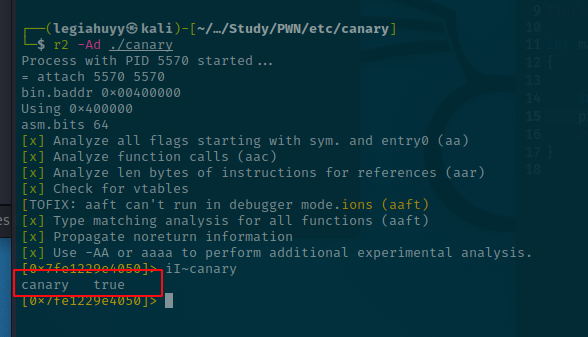 ┌──(legiahuyy㉿kali)-[~/…/Study/PWN/etc/canary]
└─$ r2 -Ad ./canary
Process with PID 5570 started...
= attach 5570 5570
bin.baddr 0×00400000
Using 0×400000
asm.bits 64
[x] Analyze all flags starting with sym. and entry0 (aa)
[x] Analyze function calls (aac)
[x] Analyze len bytes of instructions for references (aar)
[x] Check for vtables
[TOFIX: aaft can't run in debugger mode.ions (aaft)
[x] Type matching analysis for all functions (aaft)
[x] Propagate noreturn information
[x] Use -AA or aaaa to perform additional experimental analysis.
[0×7fe1229e4050]> iI~canary
canary true
[0×7fe1229e4050]>
es
9
10
11
12
13
14
15
16
17
18